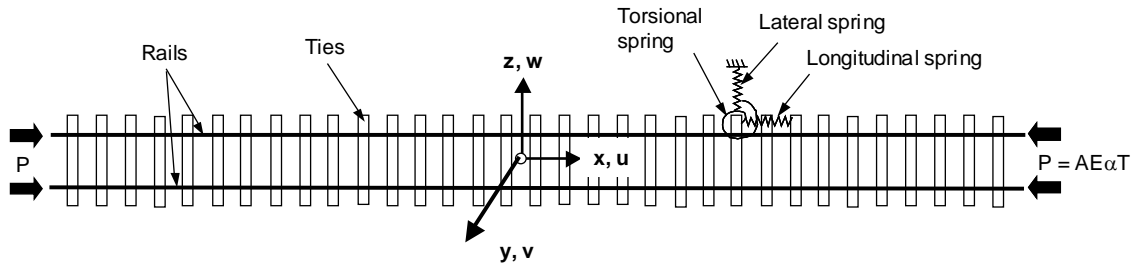 Torsional
spring
Lateral spring
Longitudinal spring
Rails
Ties
z, w
P
x, u
P = AEαT
y, v